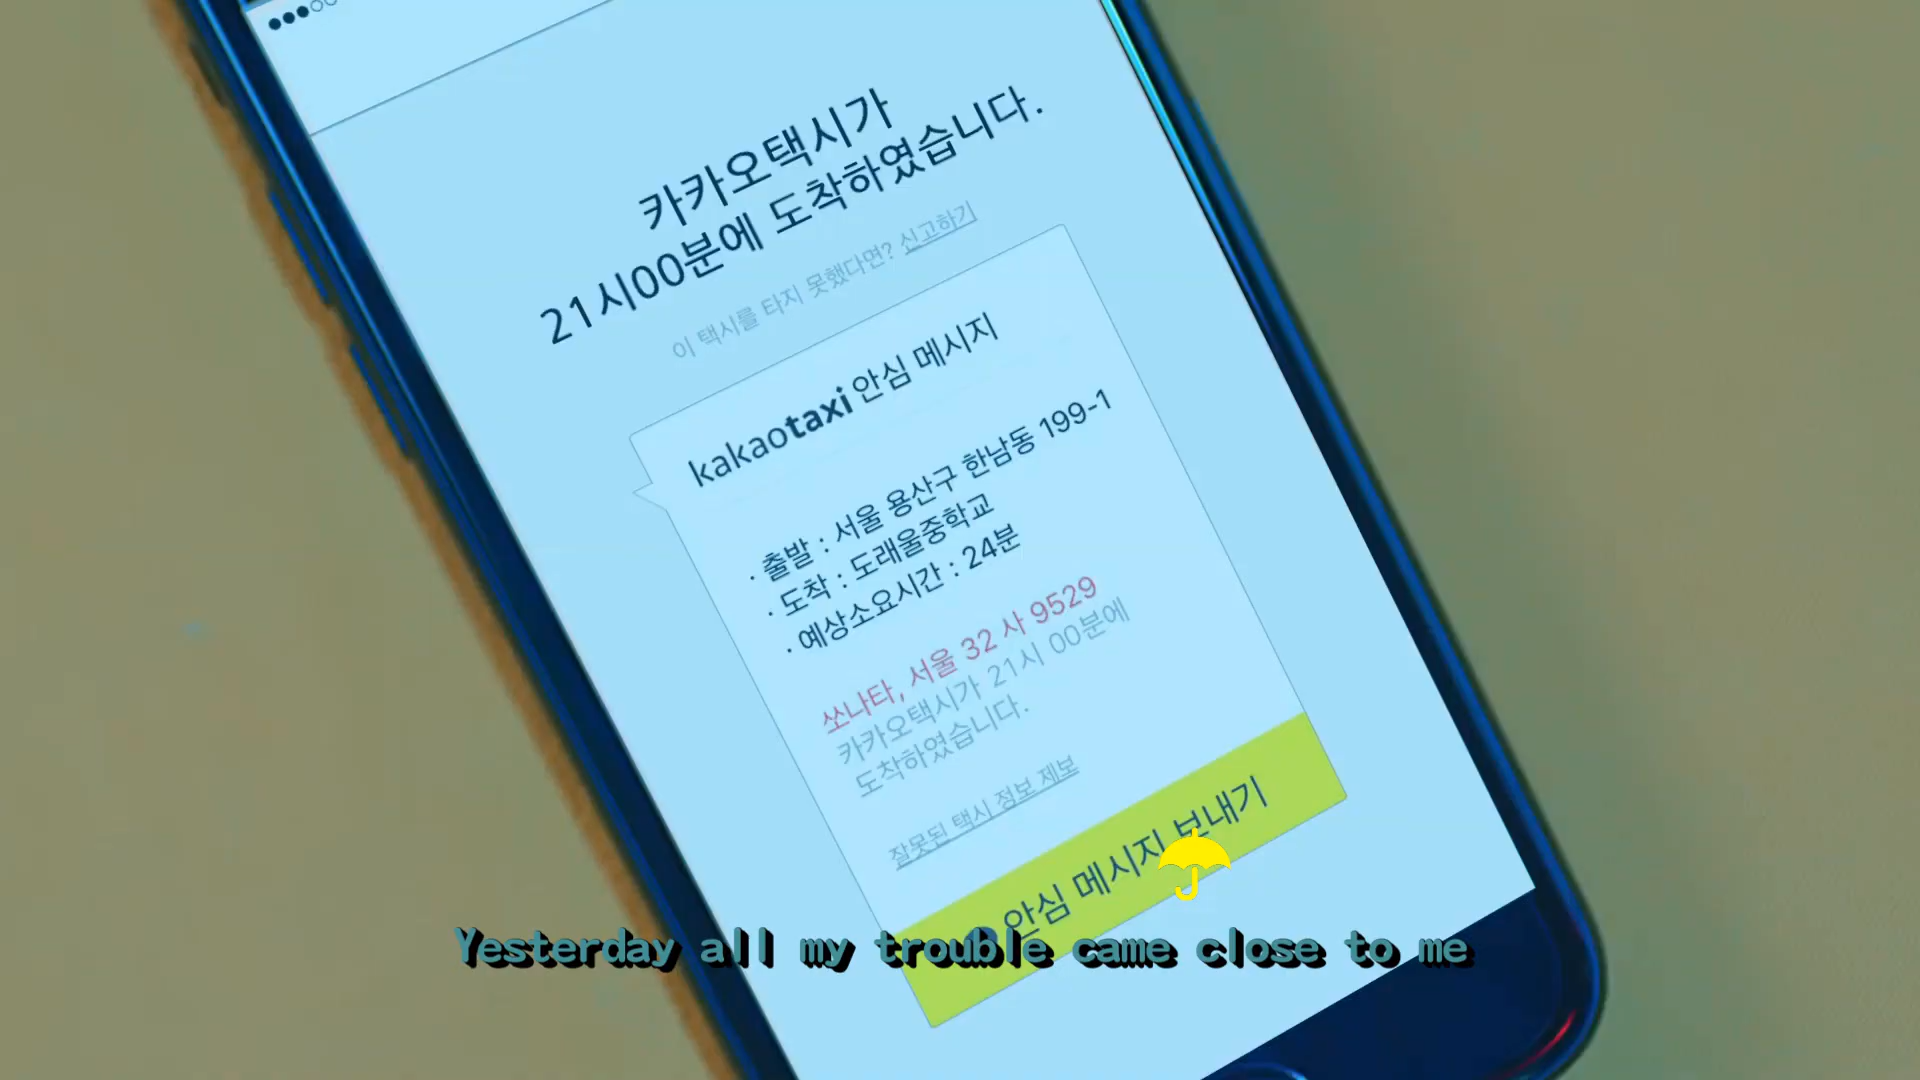 카카오택시가
21시00분에 도착하였습니다.
이 택시를 타지 못했다면? 신고하기
kakaotaxi 안심 메시지
· 출발 : 서울 용산구 한남동 199-1
· 도착 : 도래울중학교
· 예상소요시간 : 24분
쏘나타, 서울 32 사 9529
카카오택시가 21시 00분에
도착하였습니다.
잘못된 택시 정보 제보
안심 메시지 보내기
Yesterday all my trouble came close to me